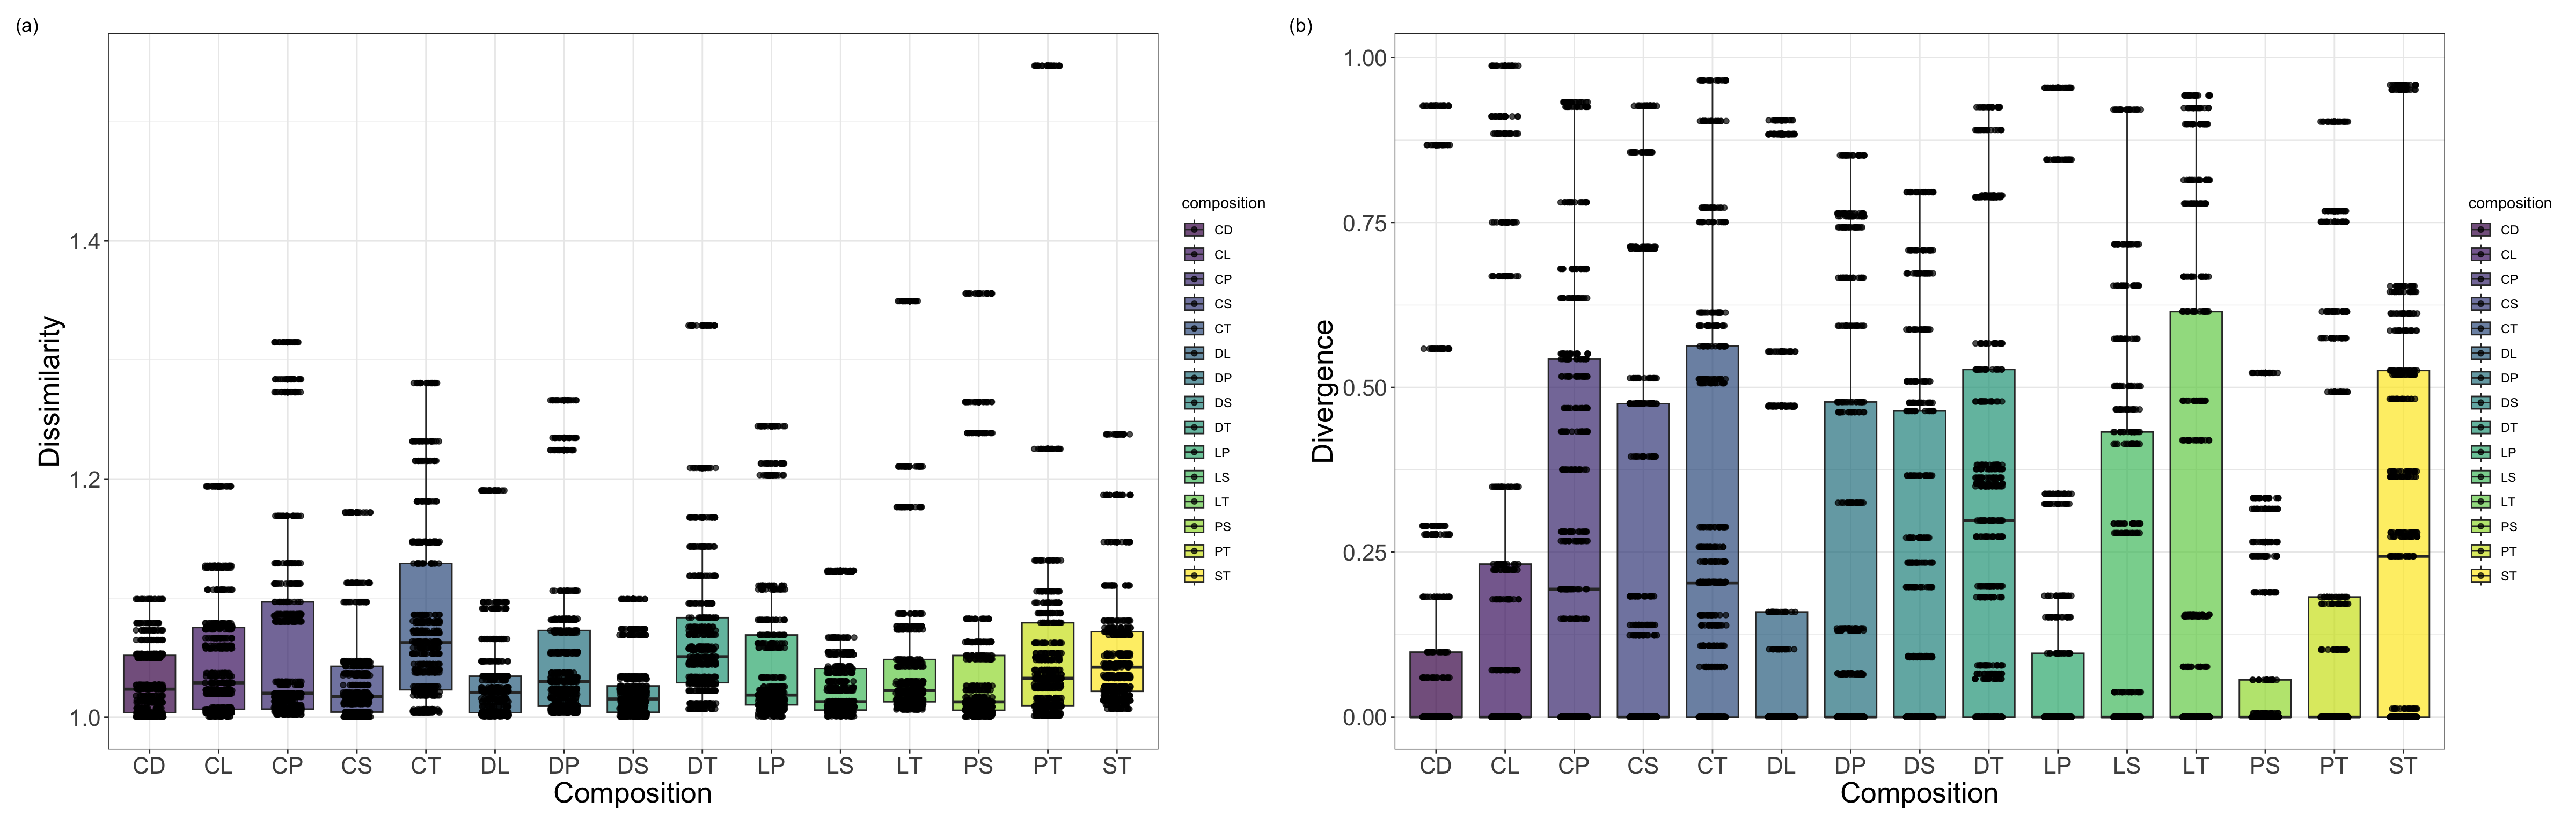 (a)
Dissimilarity
1.4
1.2
1.0
CD CL CP CS CT DL DP DS DT LP LS LT PS PT ST
Composition
composition
CD
CL
CP
CS
CT
DL
DP
DS
DT
LP
LS
LT
PS
PT
ST
(b)
Divergence
1.00
0.75
0.50
0.25
0.00
CD CL CP CS CT DL DP DS DT LP LS LT PS PT ST
Composition
composition
CD
CL
CP
CS
CT
DL
DP
DS
DT
LP
LS
LT
PS
PT
ST